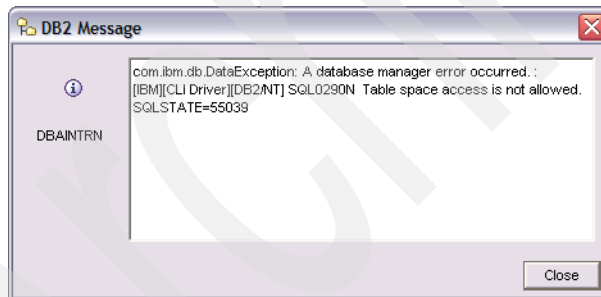 DB2 Message
com.ibm.db.DataException: A database manager error occurred. :
[IBM][CLI Driver][DB2/NT] SQL0290N  Table space access is not allowed.
SQLSTATE=55039
DBAINTRN
Close